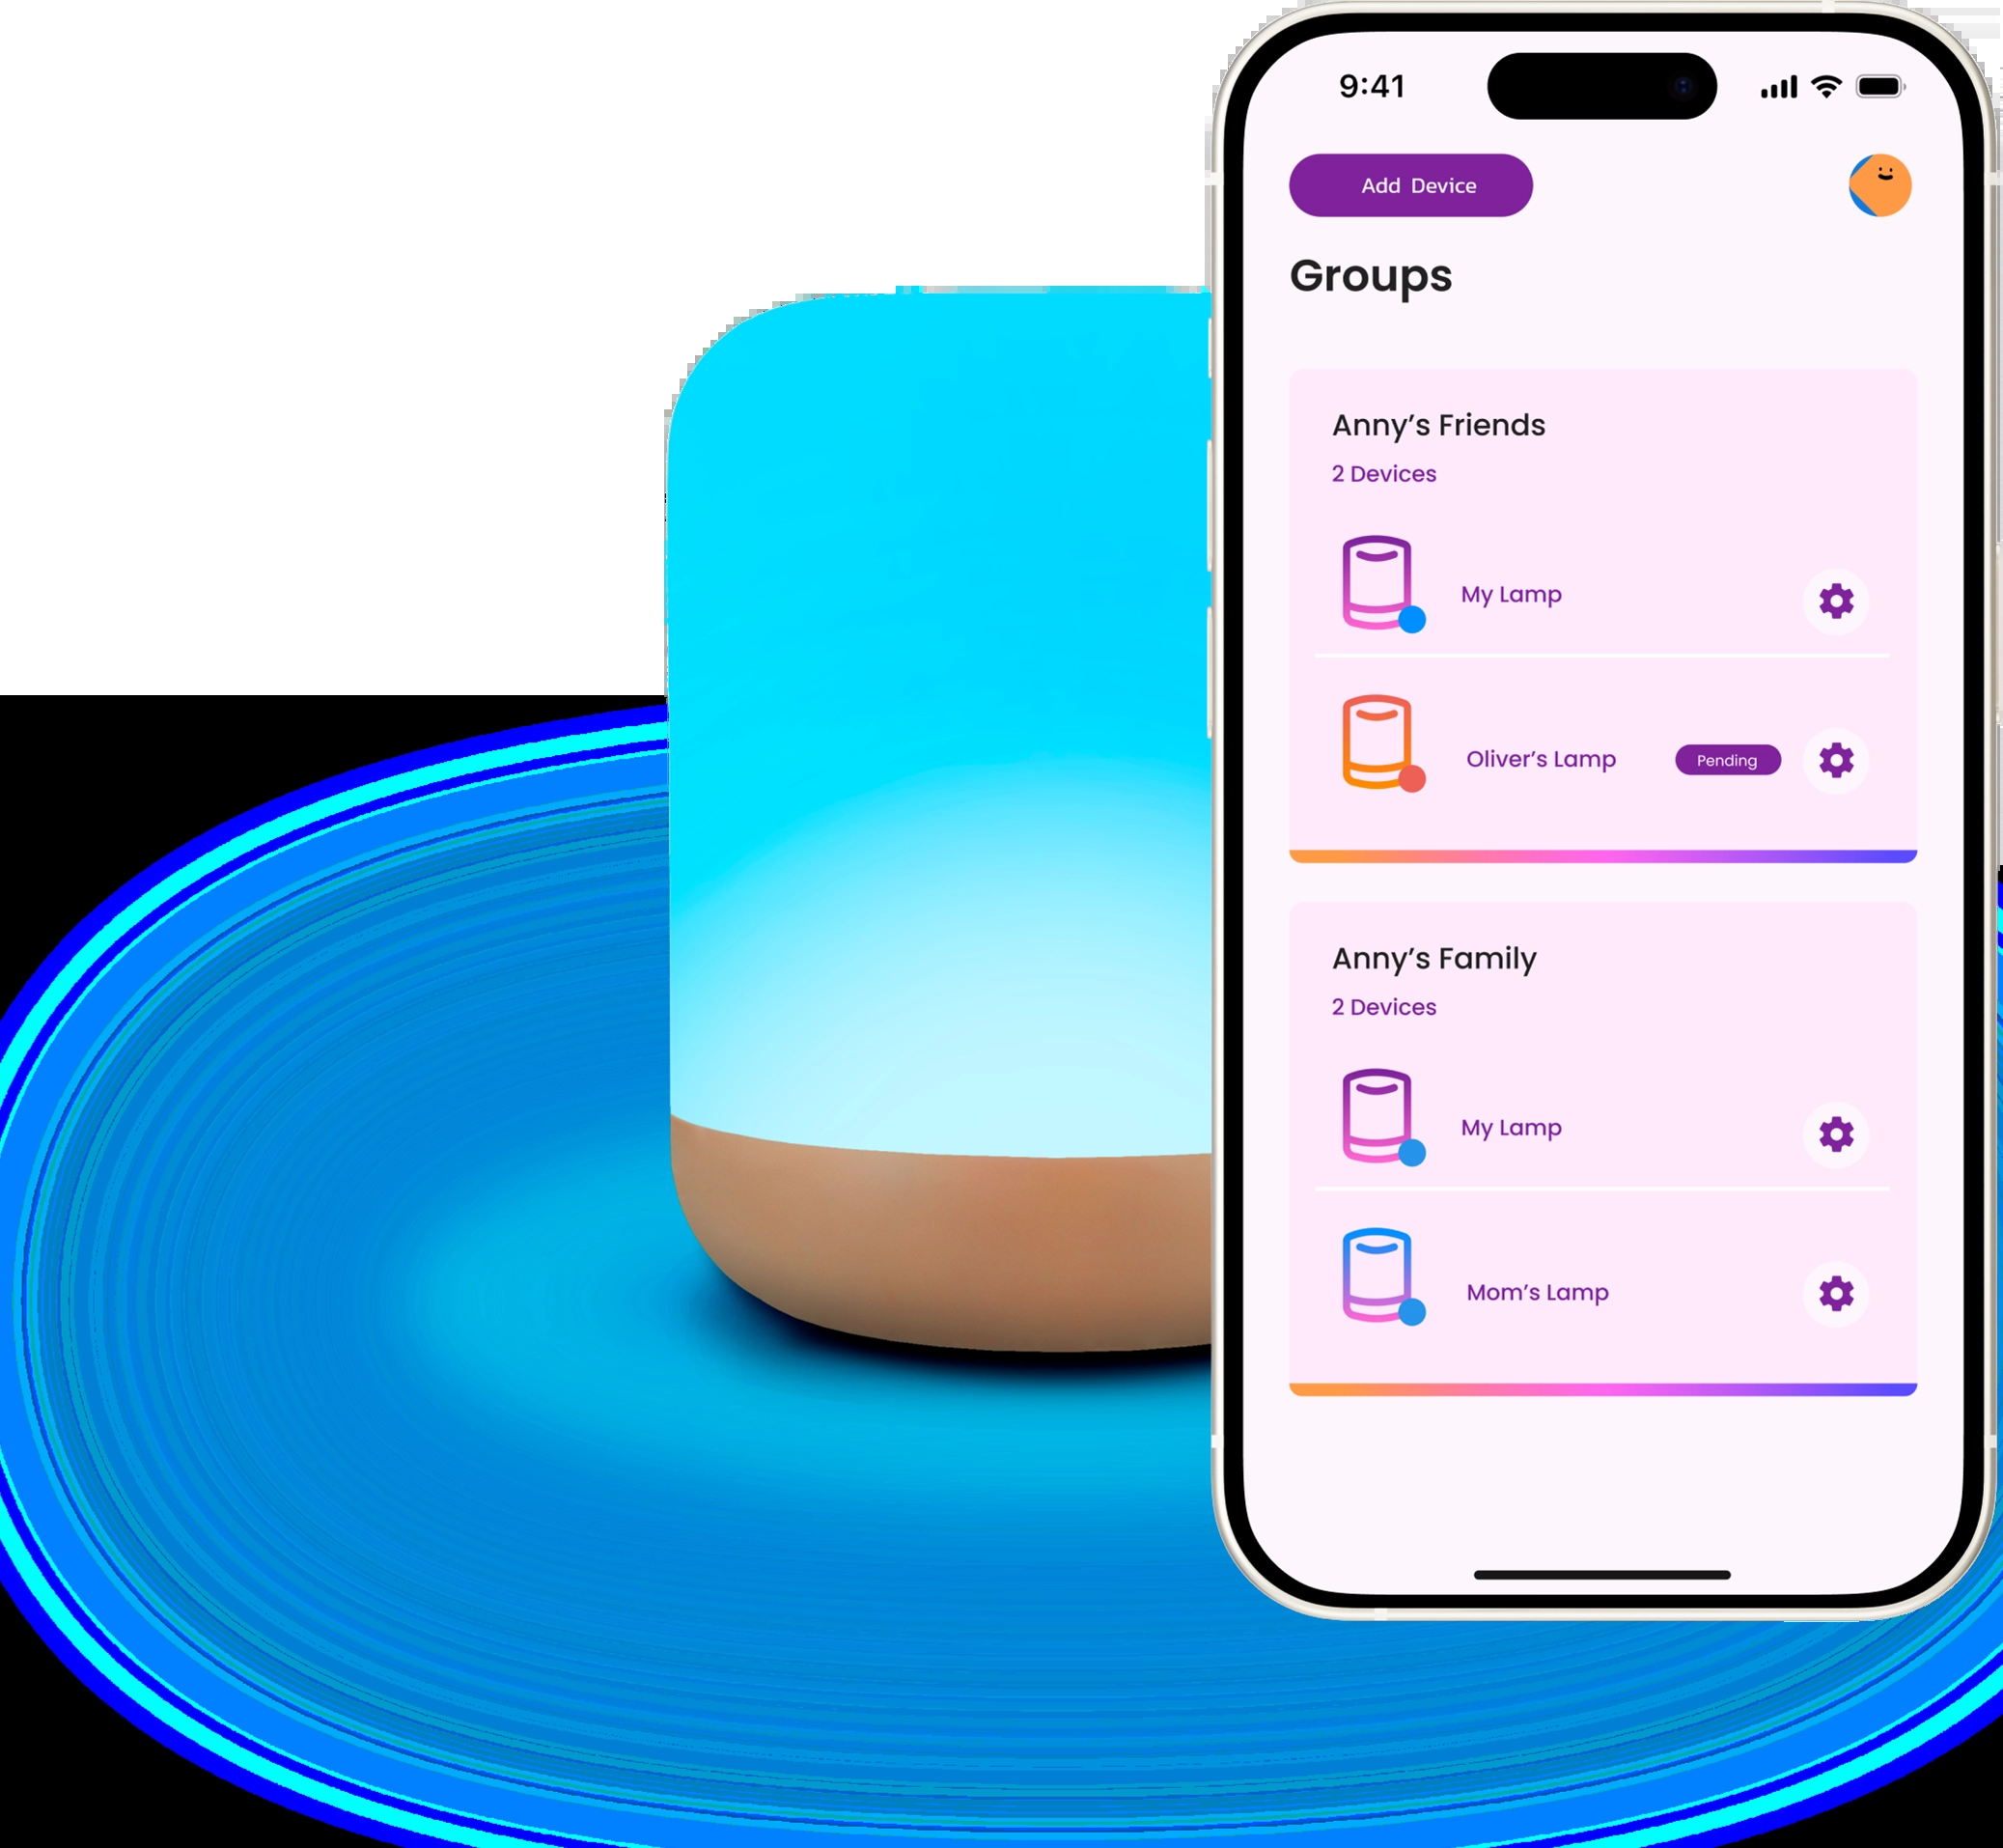 9:41
Add Device
Groups
Anny’s Friends
2 Devices
My Lamp
Oliver’s Lamp
Pending
Anny’s Family
2 Devices
My Lamp
Mom’s Lamp